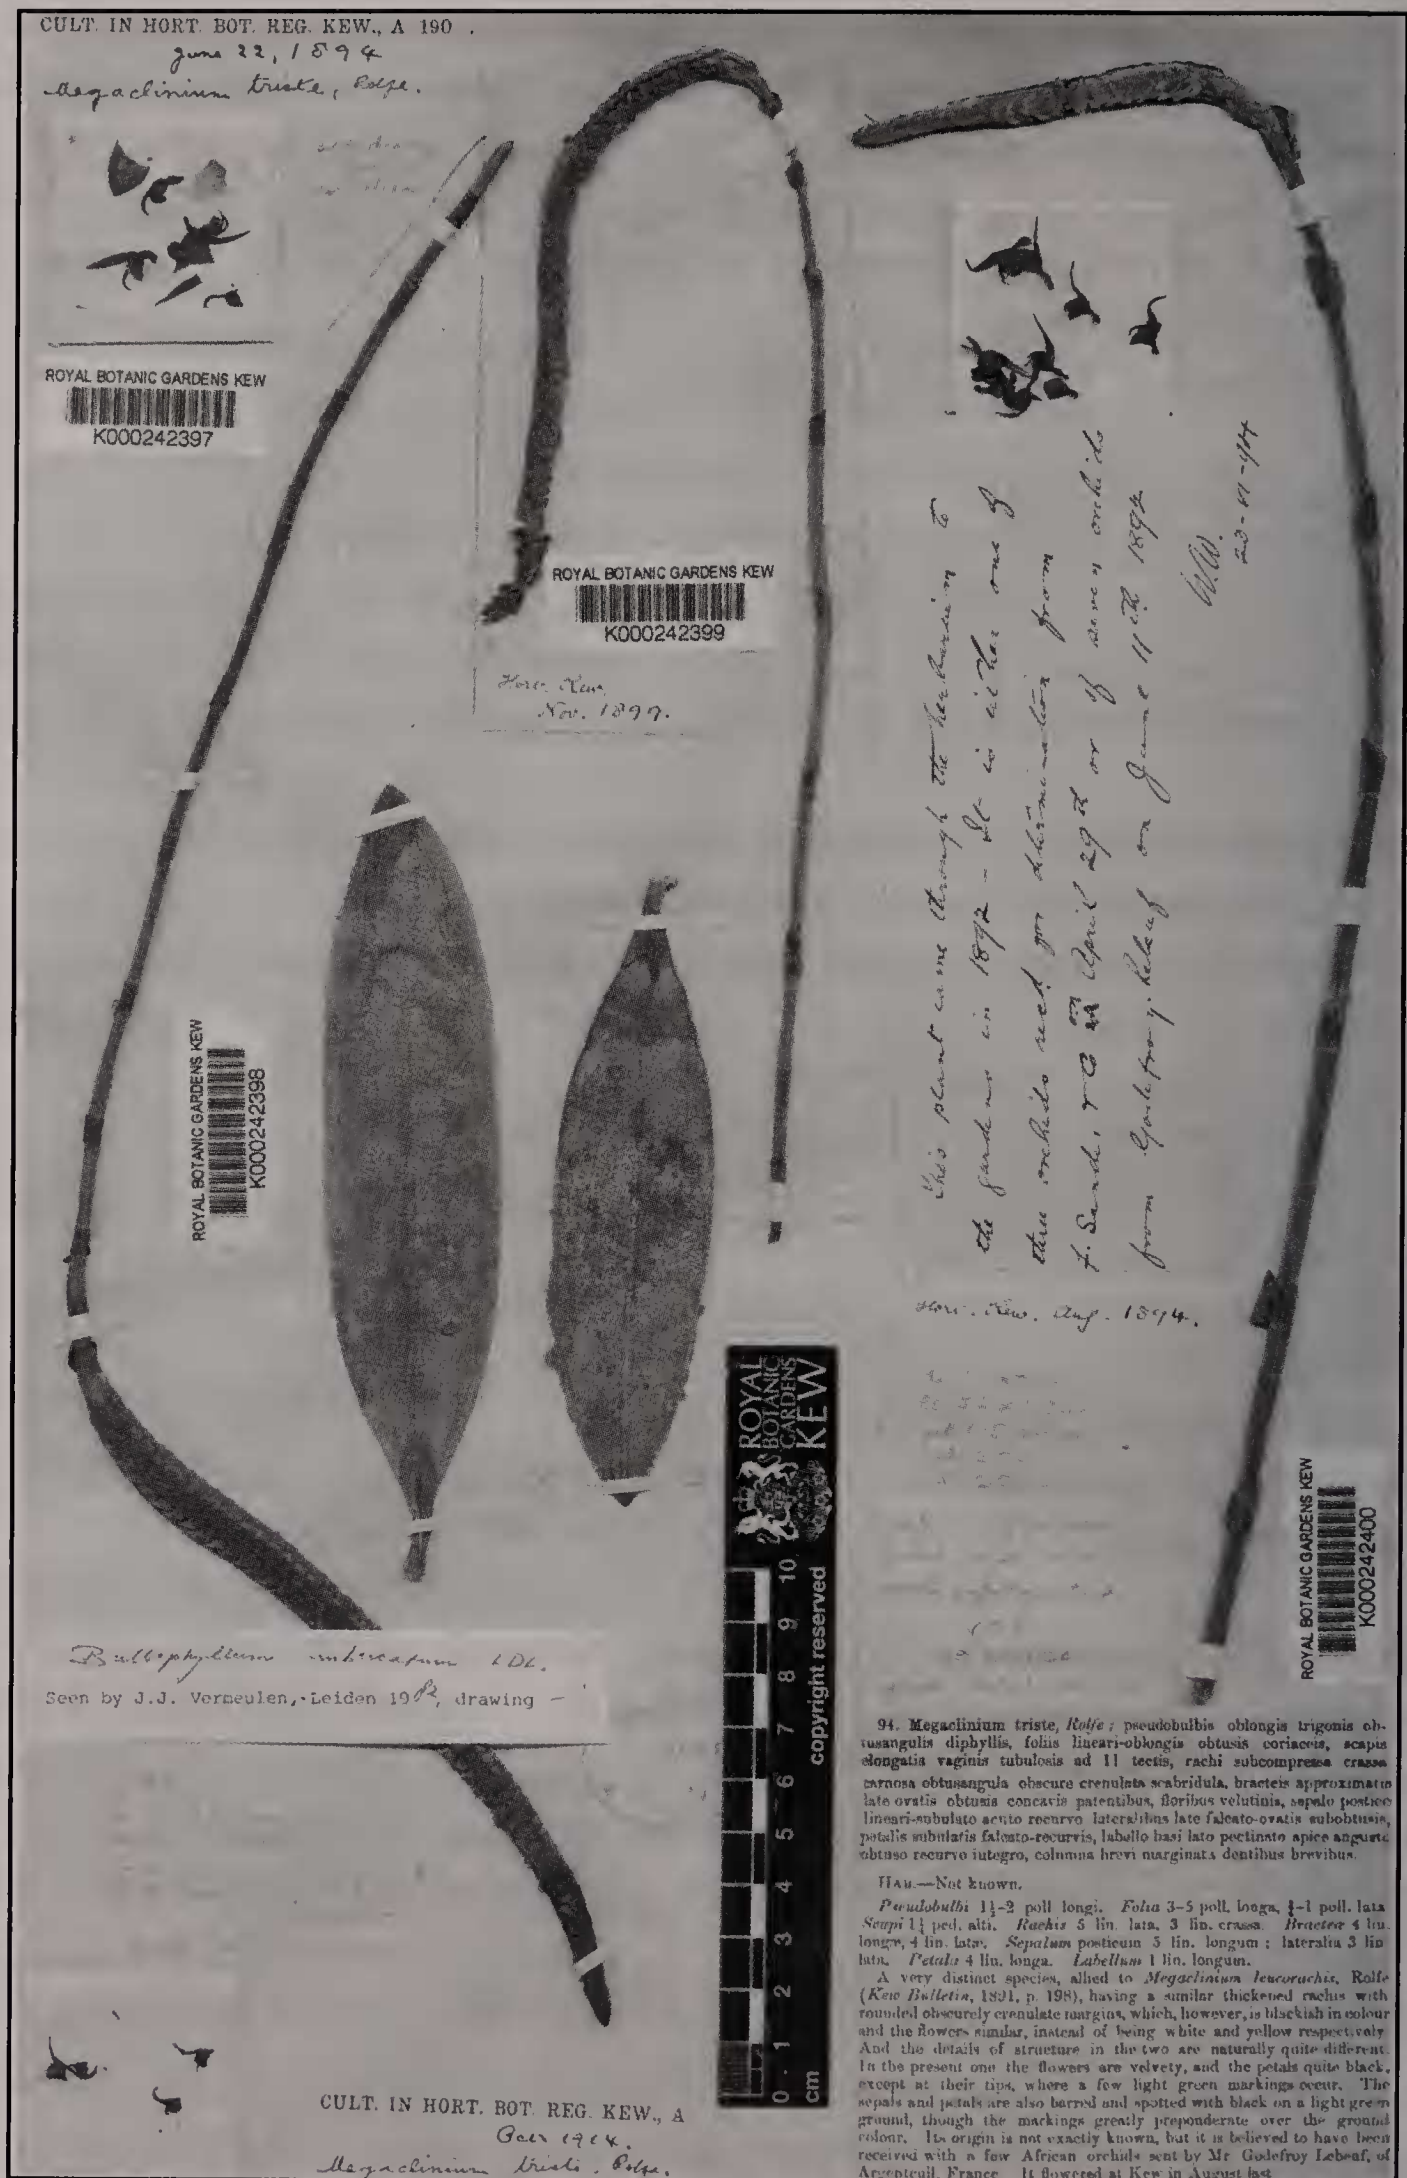 CULT. IN HORT. BOT. REG. KEW., A 190 .
June 22, 1894
Megaclinium triste, Rolfe.
ROYAL BOTANIC GARDENS KEW
K000242397
ROYAL BOTANIC GARDENS KEW
K000242399
Hort. Kew.
Nov. 1899.
This plant came through the herbarium to
the gardens in 1892 - It is either one of
three orchids recd for determination from
F. Sander & Co on April 29th or of seven orchids
from Godefroy-Lebeuf on June 11th 1892
W.W.
Hort. Kew. Aug. 1894.
ROYAL BOTANIC GARDENS KEW
K000242398
ROYAL BOTANIC GARDENS KEW
0 1 2 3 4 5 6 7 8 9 10
cm
copyright reserved
ROYAL BOTANIC GARDENS KEW
K000242400
Bulbophyllum imbricatum LDL.
Seen by J.J. Vermeulen, Leiden 1982, drawing –
94. Megaclinium triste, Rolfe; pseudobulbis oblongis trigonis ob-
tusangulis diphyllis, foliis lineari-oblongis obtusis coriaceis, scapis
elongatis vaginis tubulosis ad 11 tectis, rachi subcompressa crassa
carnosa obtusangula obscure crenulata scabridula, bracteis approximatis
late ovatis obtusis concavis patentibus, floribus velutinis, sepalo postico
lineari-subulato acuto recurvo lateralibus late falcato-ovatis subobtusis,
petalis subulatis falcato-recurvis, labello basi lato pectinato apice angusto
obtuso recurvo integro, columna brevi marginata dentibus brevibus.
HAB.—Not known.
Pseudobulbi 1½–2 poll longi. Folia 3–5 poll. longa, ¾–1 poll. lata
Scapi 1½ ped. alti. Rachis 5 lin. lata, 3 lin. crassa. Bracteæ 4 lin.
longæ, 4 lin. latæ. Sepalum posticum 5 lin. longum; lateralia 3 lin
lata. Petala 4 lin. longa. Labellum 1 lin. longum.
A very distinct species, allied to Megaclinium leucorachis, Rolfe
(Kew Bulletin, 1891, p. 198), having a similar thickened rachis with
rounded obscurely crenulate margins, which, however, is blackish in colour
and the flowers similar, instead of being white and yellow respectively
And the details of structure in the two are naturally quite different.
In the present one the flowers are velvety, and the petals quite black,
except at their tips, where a few light green markings occur. The
sepals and petals are also barred and spotted with black on a light green
ground, though the markings greatly preponderate over the ground
colour. Its origin is not exactly known, but it is believed to have been
received with a few African orchids sent by Mr Godefroy Lebeuf, of
Argenteuil, France. It flowered at Kew in August last
CULT. IN HORT. BOT. REG. KEW., A
1914.
Megaclinium triste, Rolfe.